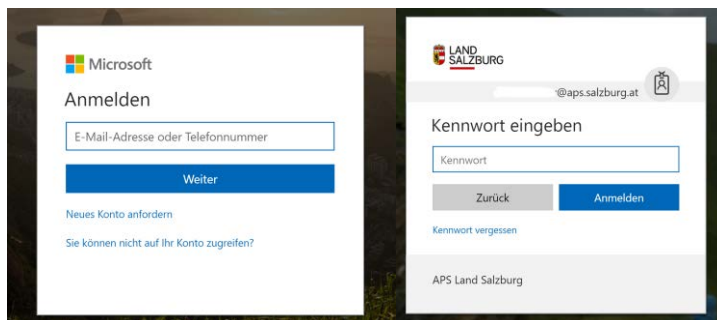 Microsoft
Anmelden
E-Mail-Adresse oder Telefonnummer
Weiter
Neues Konto anfordern
Sie können nicht auf Ihr Konto zugreifen?
LAND
SALZBURG
@aps.salzburg.at
Kennwort eingeben
Kennwort
Zurück
Anmelden
Kennwort vergessen
APS Land Salzburg